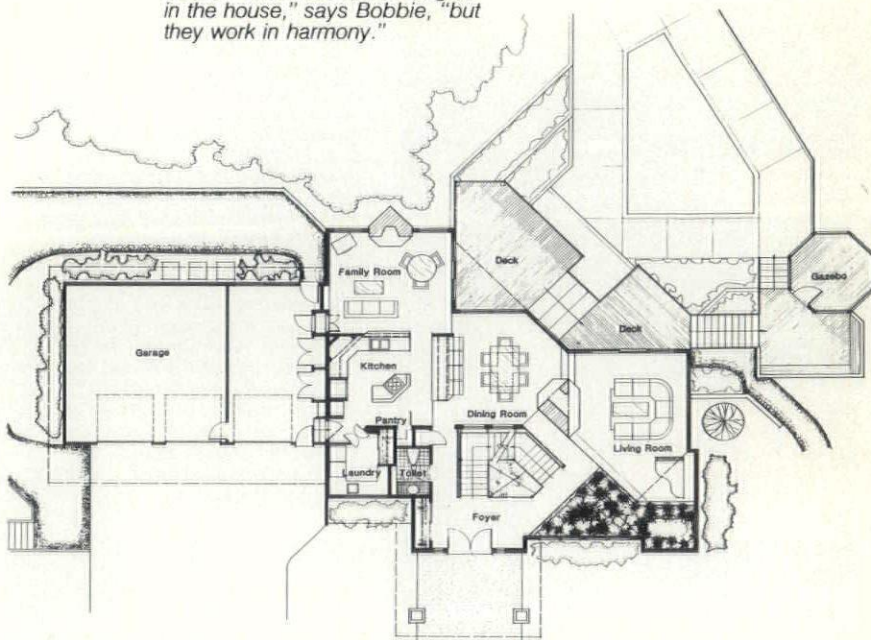 in the house," says Bobbie, "but
they work in harmony."
Family Room
Deck
Gazebo
Deck
Garage
Kitchen
Dining Room
Pantry
Living Room
Laundry
Toilet
Foyer